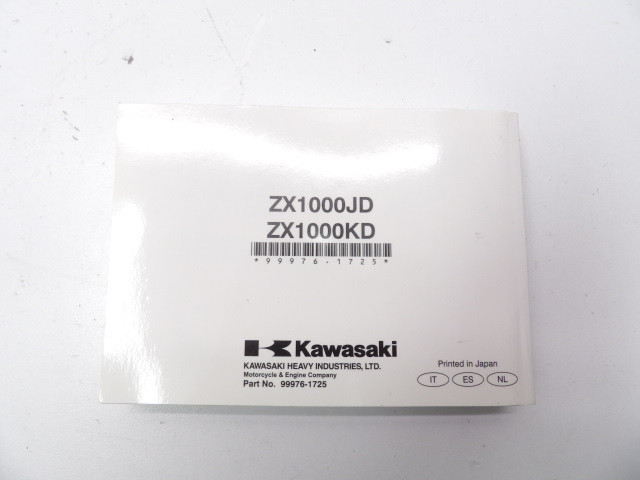 ZX1000JD
ZX1000KD
*99976-1725*
Kawasaki
KAWASAKI HEAVY INDUSTRIES, LTD.
Motorcycle & Engine Company
Part No. 99976-1725
Printed in Japan
IT ES NL